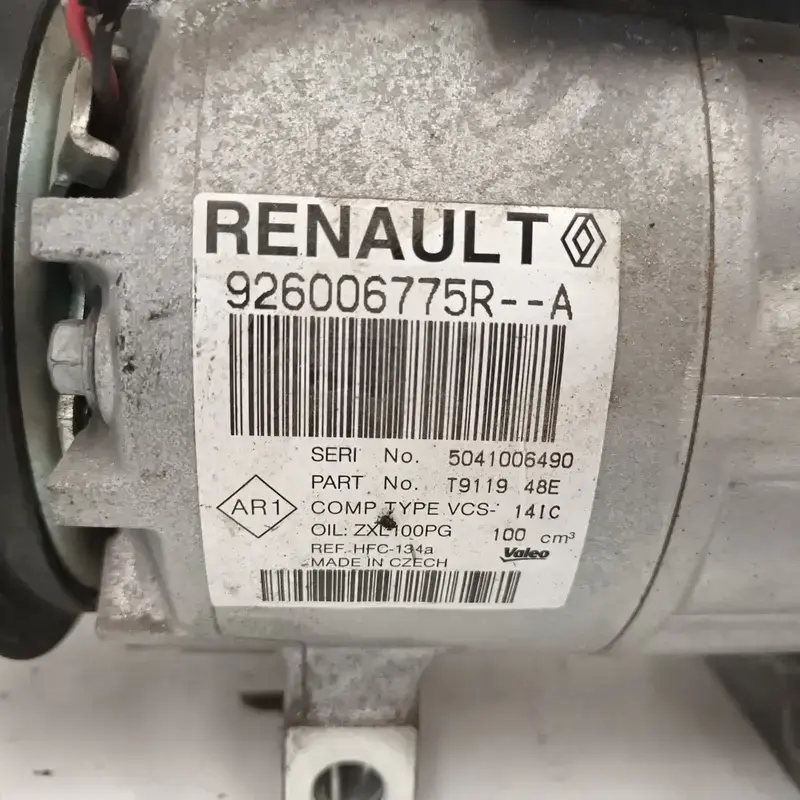 RENAULT
926006775R--A
SERI No. 5041006490
PART No. T9119 48E
AR1
COMP TYPE VCS- 14IC
OIL: ZXL100PG 100 cm³
REF. HFC-134a
Valeo
MADE IN CZECH